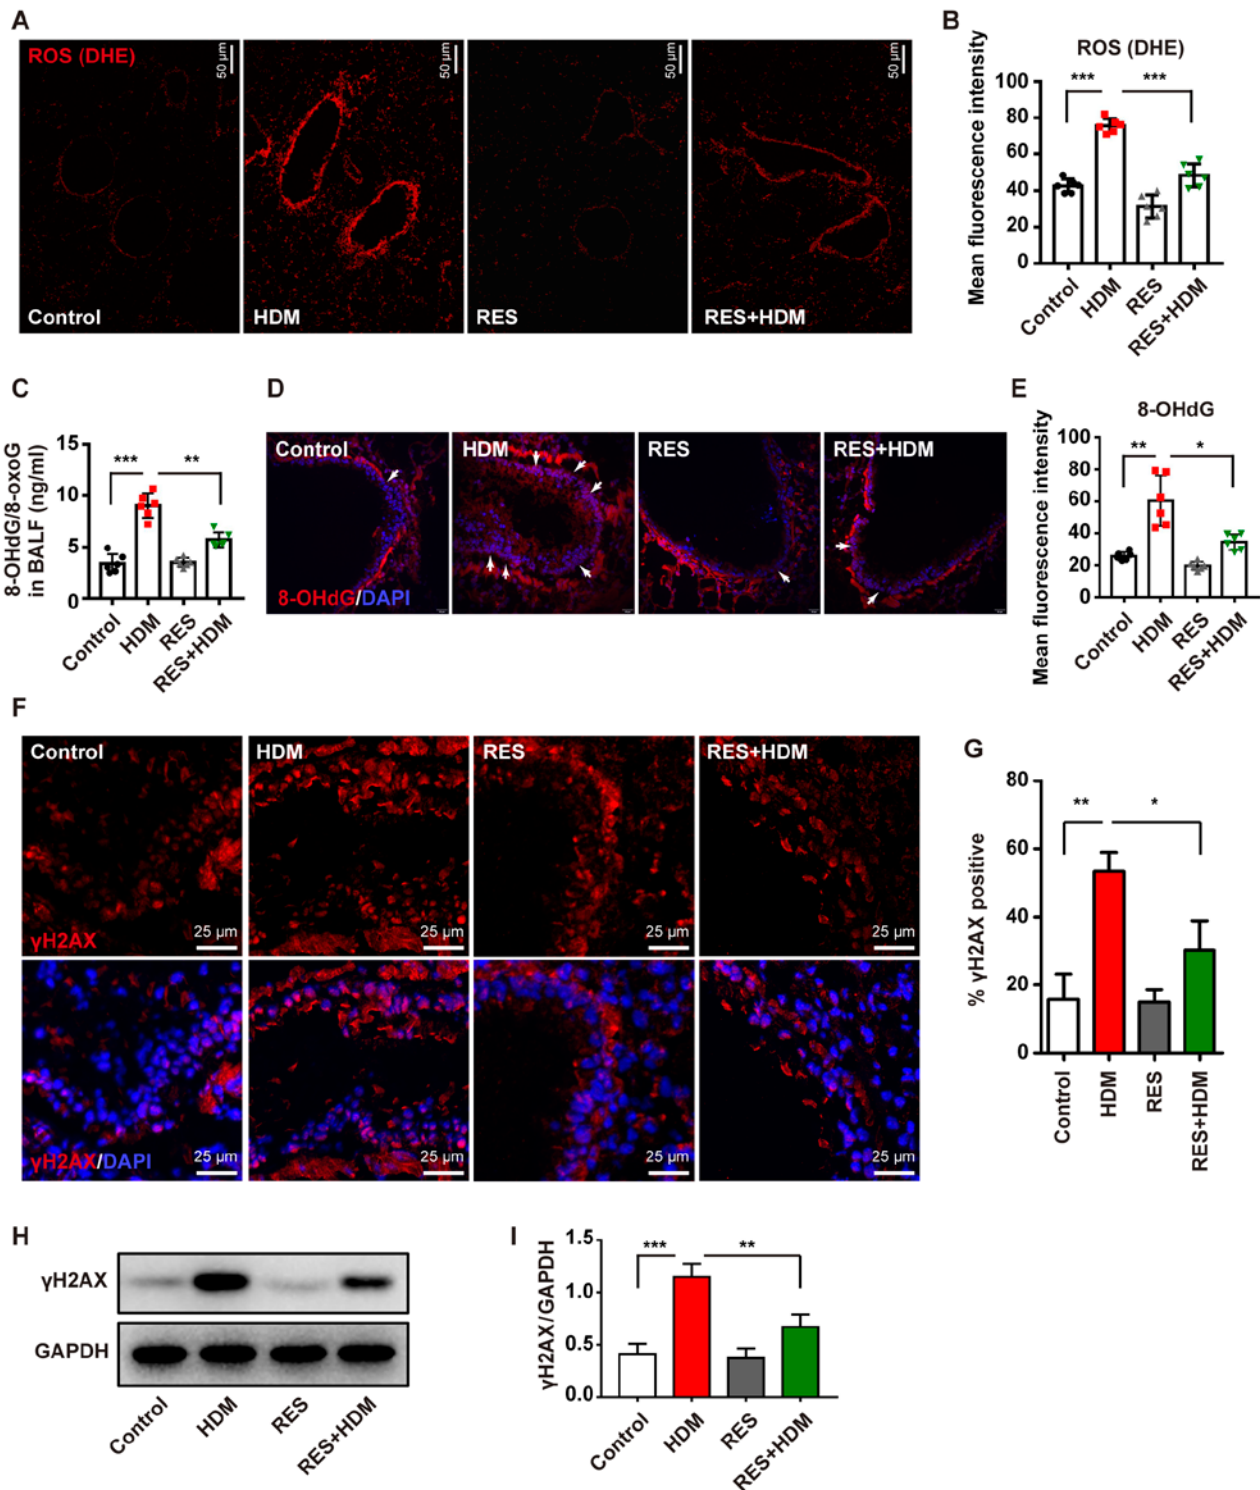 A
ROS (DHE)
50 µm
50 µm
50 µm
50 µm
Control
HDM
RES
RES+HDM
B
ROS (DHE)
Mean fluorescence intensity
100
80
60
40
20
0
***
***
Control
HDM
RES
RES+HDM
C
8-OHdG/8-oxoG
in BALF (ng/ml)
15
10
5
0
***
**
Control
HDM
RES
RES+HDM
D
Control
HDM
RES
RES+HDM
8-OHdG/DAPI
E
8-OHdG
Mean fluorescence intensity
100
80
60
40
20
0
**
*
Control
HDM
RES
RES+HDM
F
Control
HDM
RES
RES+HDM
γH2AX
25 µm
25 µm
25 µm
25 µm
γH2AX/DAPI
25 µm
25 µm
25 µm
25 µm
G
% γH2AX positive
80
60
40
20
0
**
*
Control
HDM
RES
RES+HDM
H
γH2AX
GAPDH
Control
HDM
RES
RES+HDM
I
γH2AX/GAPDH
1.5
1.0
0.5
0.0
***
**
Control
HDM
RES
RES+HDM